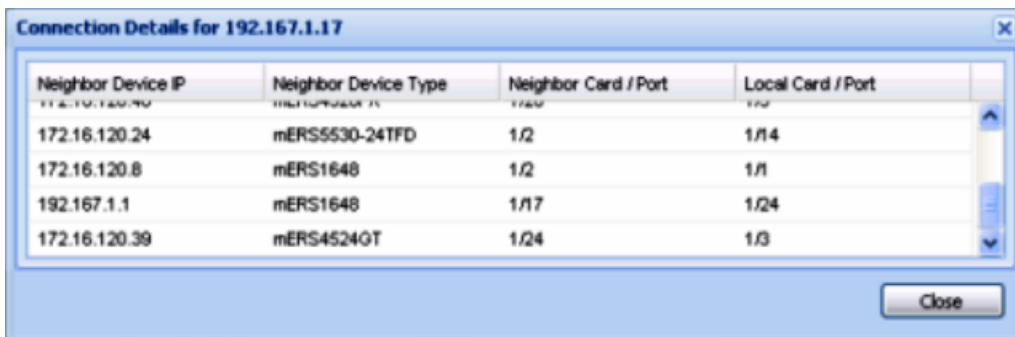 Connection Details for 192.167.1.17
Neighbor Device IP Neighbor Device Type Neighbor Card / Port Local Card / Port
172.16.120.24 mERS5530-24TFD 1/2 1/14
172.16.120.8 mERS1648 1/2 1/1
192.167.1.1 mERS1648 1/17 1/24
172.16.120.39 mERS4524GT 1/24 1/3
Close